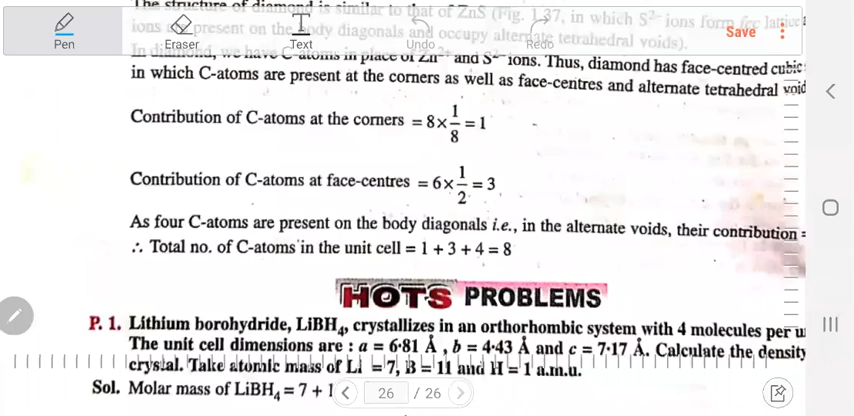 The structure of diamond is similar to that of ZnS (Fig. 1.37, in which S²⁻ ions form fcc lattice
ions present on the body diagonals and occupy alternate tetrahedral voids).
Pen
Eraser
Text
Undo
Redo
Save
In diamond, we have C-atoms in place of Zn²⁺ and S²⁻ ions. Thus, diamond has face-centred cubic
in which C-atoms are present at the corners as well as face-centres and alternate tetrahedral void
Contribution of C-atoms at the corners = 8 × 1/8 = 1
Contribution of C-atoms at face-centres = 6 × 1/2 = 3
As four C-atoms are present on the body diagonals i.e., in the alternate voids, their contribution =
∴ Total no. of C-atoms in the unit cell = 1 + 3 + 4 = 8
HOTS PROBLEMS
P. 1. Lithium borohydride, LiBH₄, crystallizes in an orthorhombic system with 4 molecules per u
The unit cell dimensions are : a = 6·81 Å , b = 4·43 Å and c = 7·17 Å. Calculate the density
crystal. Take atomic mass of Li = 7, B = 11 and H = 1 a.m.u.
Sol. Molar mass of LiBH₄ = 7 + 1
26 / 26